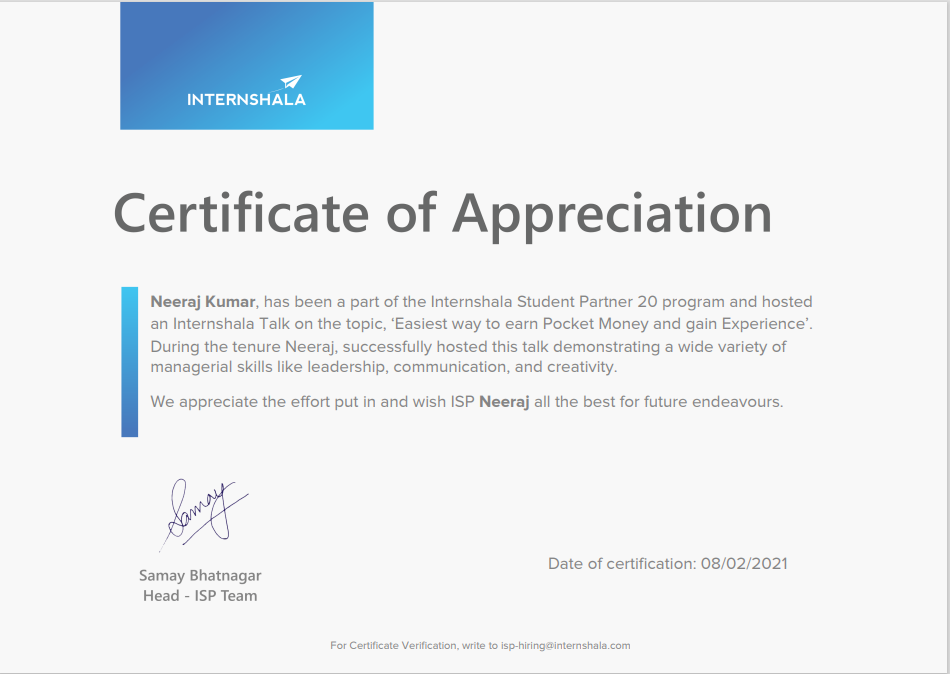 INTERNSHALA
Certificate of Appreciation
Neeraj Kumar, has been a part of the Internshala Student Partner 20 program and hosted
an Internshala Talk on the topic, ‘Easiest way to earn Pocket Money and gain Experience’.
During the tenure Neeraj, successfully hosted this talk demonstrating a wide variety of
managerial skills like leadership, communication, and creativity.
We appreciate the effort put in and wish ISP Neeraj all the best for future endeavours.
Samay
Date of certification: 08/02/2021
Samay Bhatnagar
Head - ISP Team
For Certificate Verification, write to isp-hiring@internshala.com